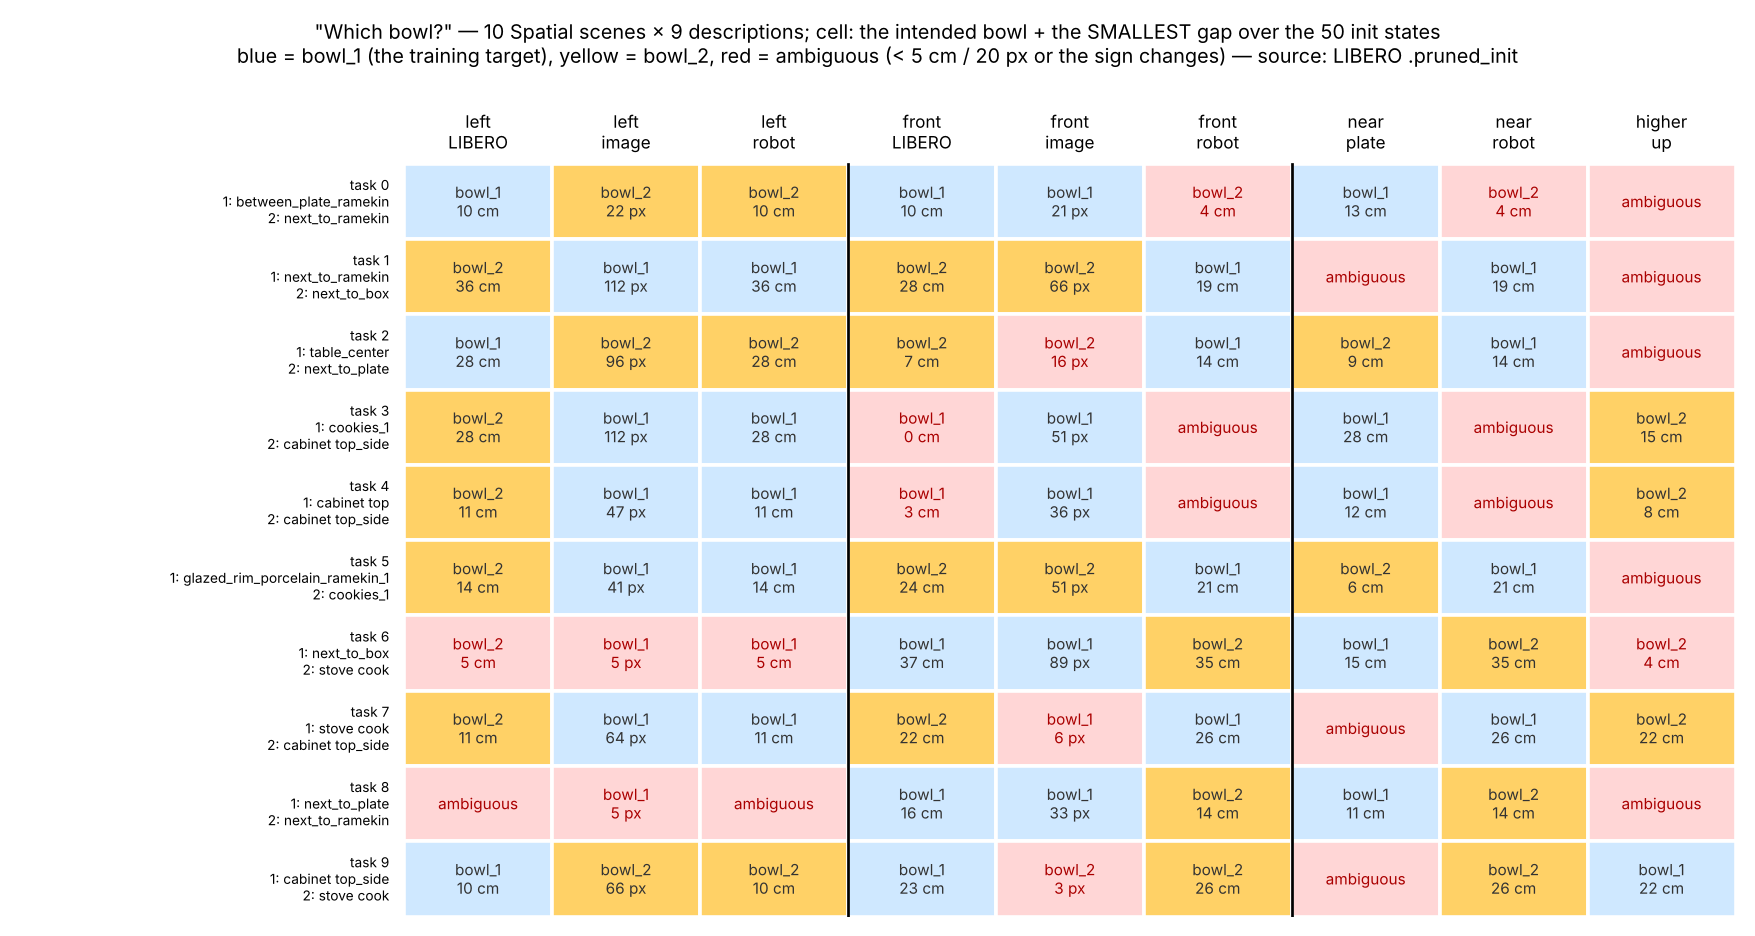 "Which bowl?" — 10 Spatial scenes × 9 descriptions; cell: the intended bowl + the SMALLEST gap over the 50 init states
blue = bowl_1 (the training target), yellow = bowl_2, red = ambiguous (< 5 cm / 20 px or the sign changes) — source: LIBERO .pruned_init
left LIBERO
left image
left robot
front LIBERO
front image
front robot
near plate
near robot
higher up
task 0
1: between_plate_ramekin
2: next_to_ramekin
bowl_1 10 cm
bowl_2 22 px
bowl_2 10 cm
bowl_1 10 cm
bowl_1 21 px
bowl_2 4 cm
bowl_1 13 cm
bowl_2 4 cm
ambiguous
task 1
1: next_to_ramekin
2: next_to_box
bowl_2 36 cm
bowl_1 112 px
bowl_1 36 cm
bowl_2 28 cm
bowl_2 66 px
bowl_1 19 cm
ambiguous
bowl_1 19 cm
ambiguous
task 2
1: table_center
2: next_to_plate
bowl_1 28 cm
bowl_2 96 px
bowl_2 28 cm
bowl_2 7 cm
bowl_2 16 px
bowl_1 14 cm
bowl_2 9 cm
bowl_1 14 cm
ambiguous
task 3
1: cookies_1
2: cabinet top_side
bowl_2 28 cm
bowl_1 112 px
bowl_1 28 cm
bowl_1 0 cm
bowl_1 51 px
ambiguous
bowl_1 28 cm
ambiguous
bowl_2 15 cm
task 4
1: cabinet top
2: cabinet top_side
bowl_2 11 cm
bowl_1 47 px
bowl_1 11 cm
bowl_1 3 cm
bowl_1 36 px
ambiguous
bowl_1 12 cm
ambiguous
bowl_2 8 cm
task 5
1: glazed_rim_porcelain_ramekin_1
2: cookies_1
bowl_2 14 cm
bowl_1 41 px
bowl_1 14 cm
bowl_2 24 cm
bowl_2 51 px
bowl_1 21 cm
bowl_2 6 cm
bowl_1 21 cm
ambiguous
task 6
1: next_to_box
2: stove cook
bowl_2 5 cm
bowl_1 5 px
bowl_1 5 cm
bowl_1 37 cm
bowl_1 89 px
bowl_2 35 cm
bowl_1 15 cm
bowl_2 35 cm
bowl_2 4 cm
task 7
1: stove cook
2: cabinet top_side
bowl_2 11 cm
bowl_1 64 px
bowl_1 11 cm
bowl_2 22 cm
bowl_1 6 px
bowl_1 26 cm
ambiguous
bowl_1 26 cm
bowl_2 22 cm
task 8
1: next_to_plate
2: next_to_ramekin
ambiguous
bowl_1 5 px
ambiguous
bowl_1 16 cm
bowl_1 33 px
bowl_2 14 cm
bowl_1 11 cm
bowl_2 14 cm
ambiguous
task 9
1: cabinet top_side
2: stove cook
bowl_1 10 cm
bowl_2 66 px
bowl_2 10 cm
bowl_1 23 cm
bowl_2 3 px
bowl_2 26 cm
ambiguous
bowl_2 26 cm
bowl_1 22 cm